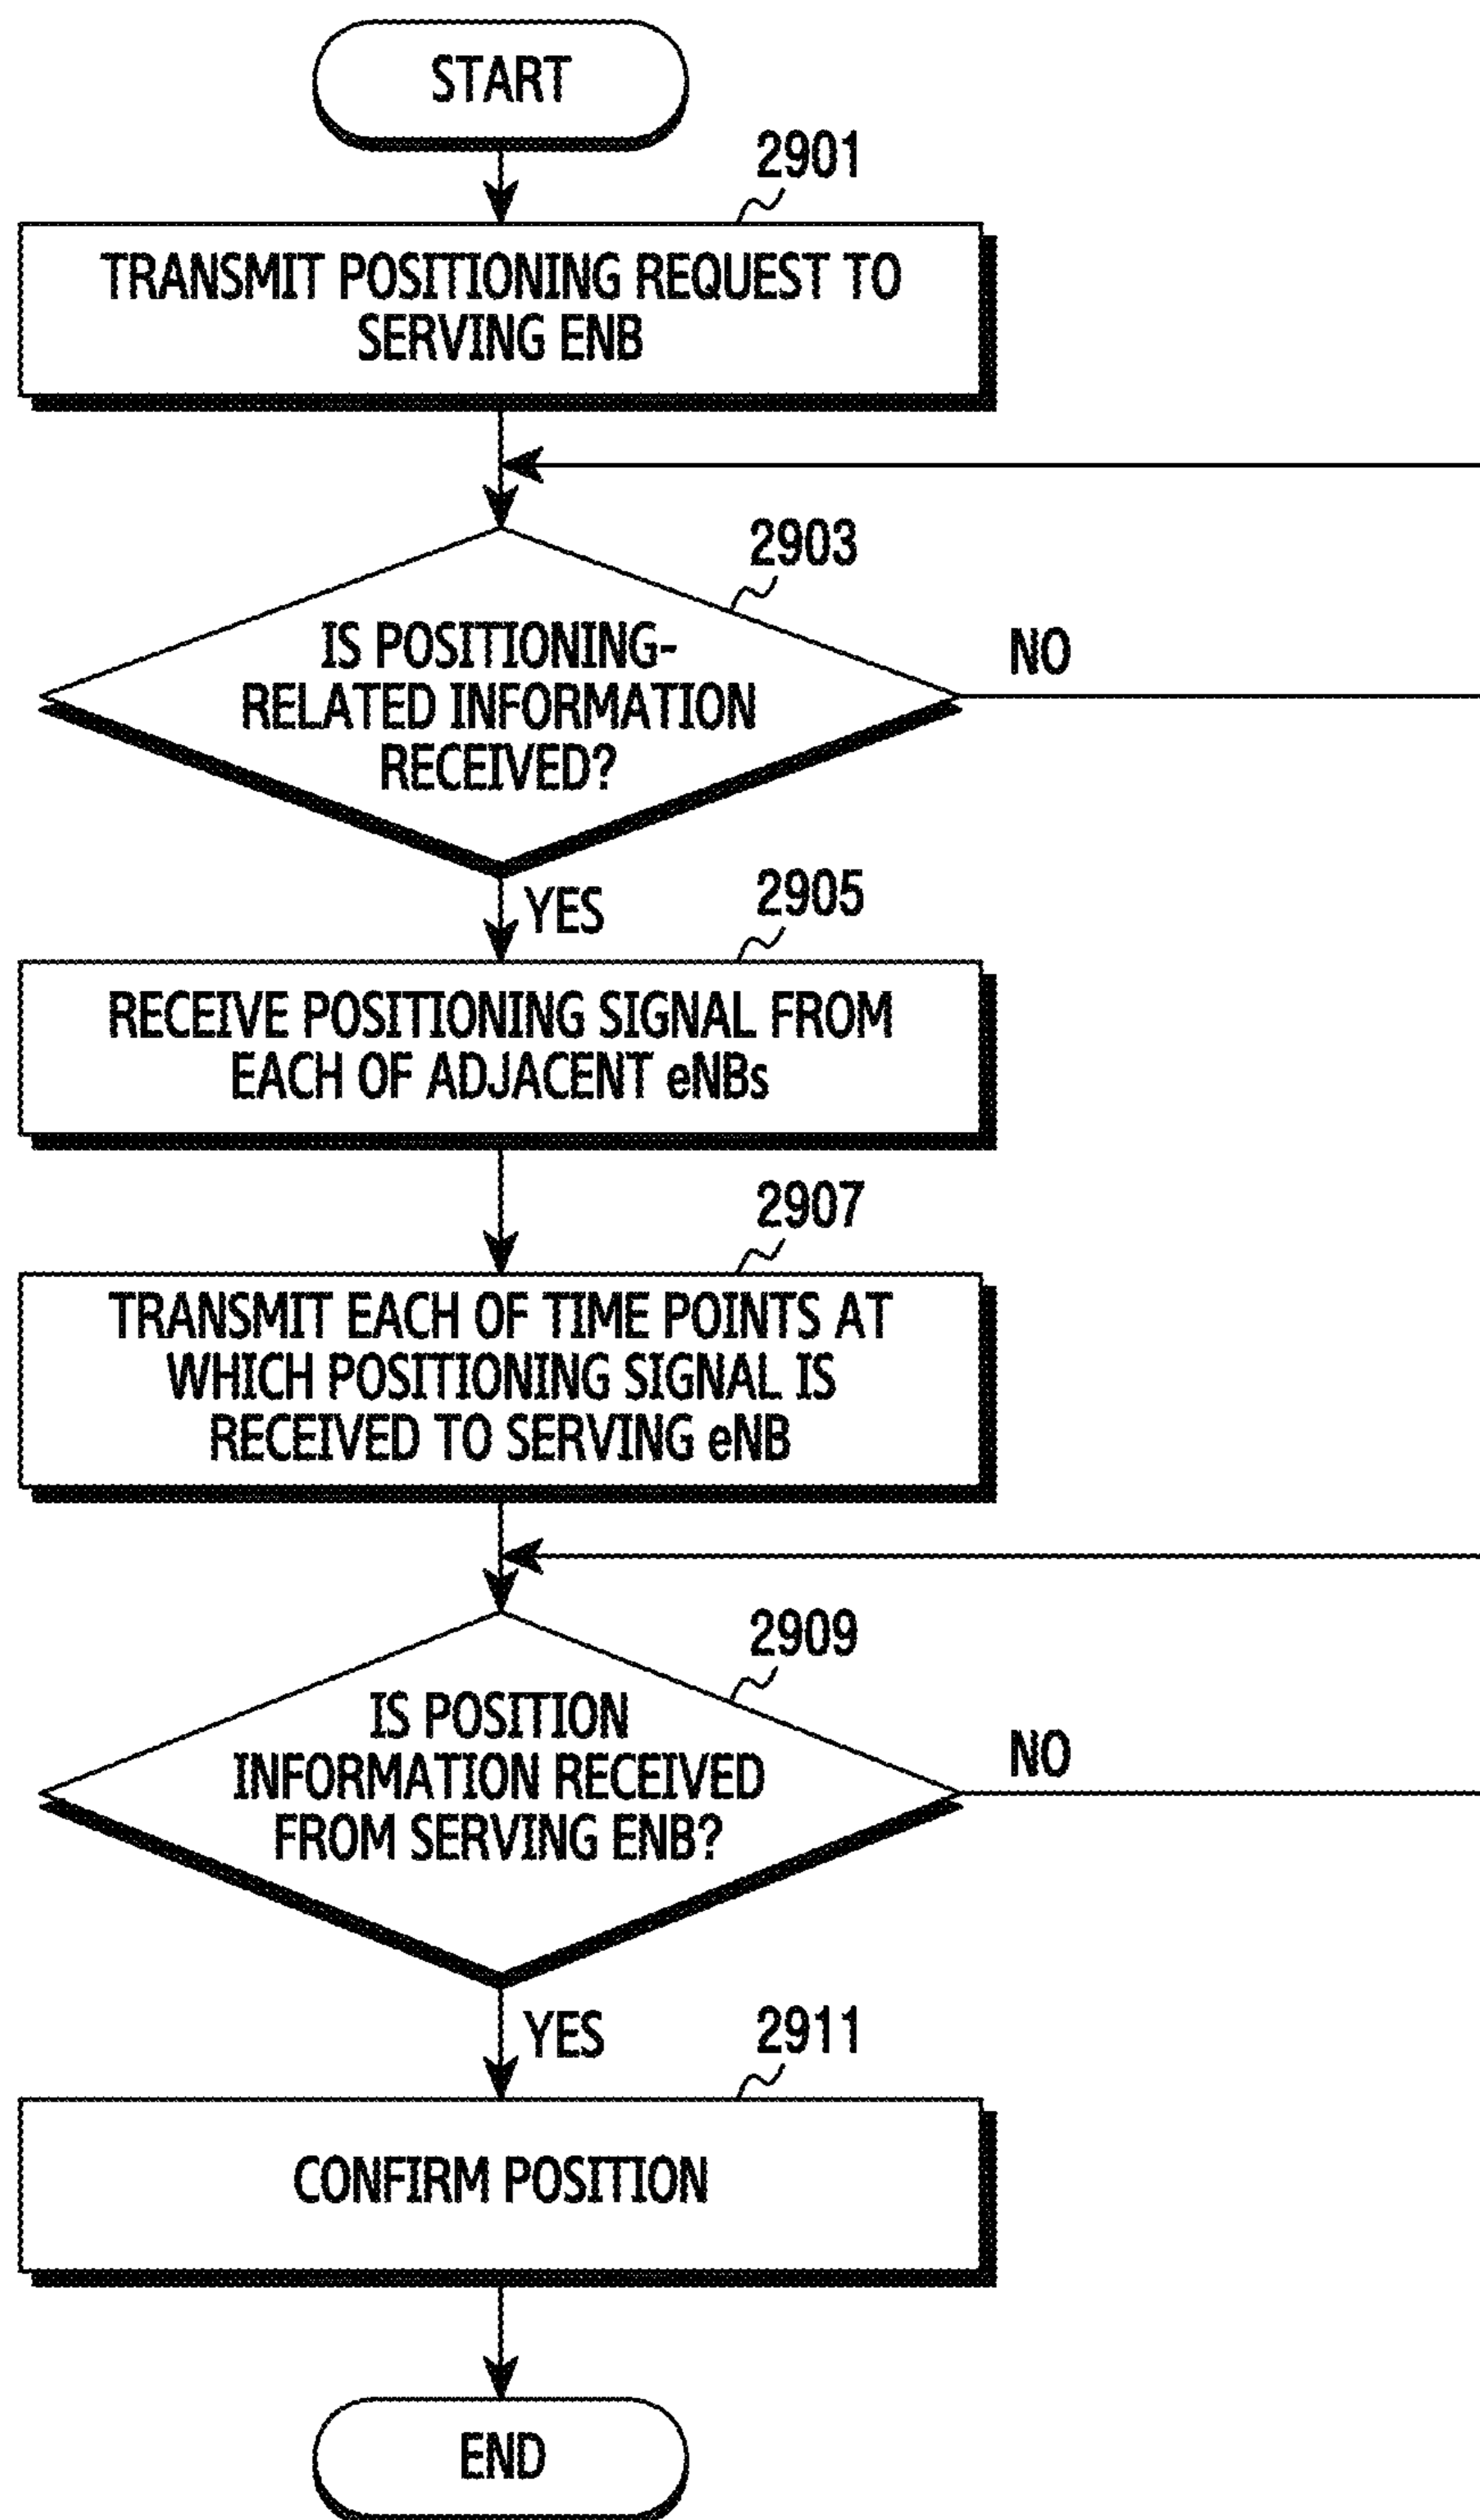 START
2901
TRANSMIT POSITIONING REQUEST TO
SERVING ENB
2903
IS POSITIONING-
RELATED INFORMATION
RECEIVED?
NO
YES
2905
RECEIVE POSITIONING SIGNAL FROM
EACH OF ADJACENT eNBs
2907
TRANSMIT EACH OF TIME POINTS AT
WHICH POSITIONING SIGNAL IS
RECEIVED TO SERVING eNB
2909
IS POSITION
INFORMATION RECEIVED
FROM SERVING ENB?
NO
YES
2911
CONFIRM POSITION
END